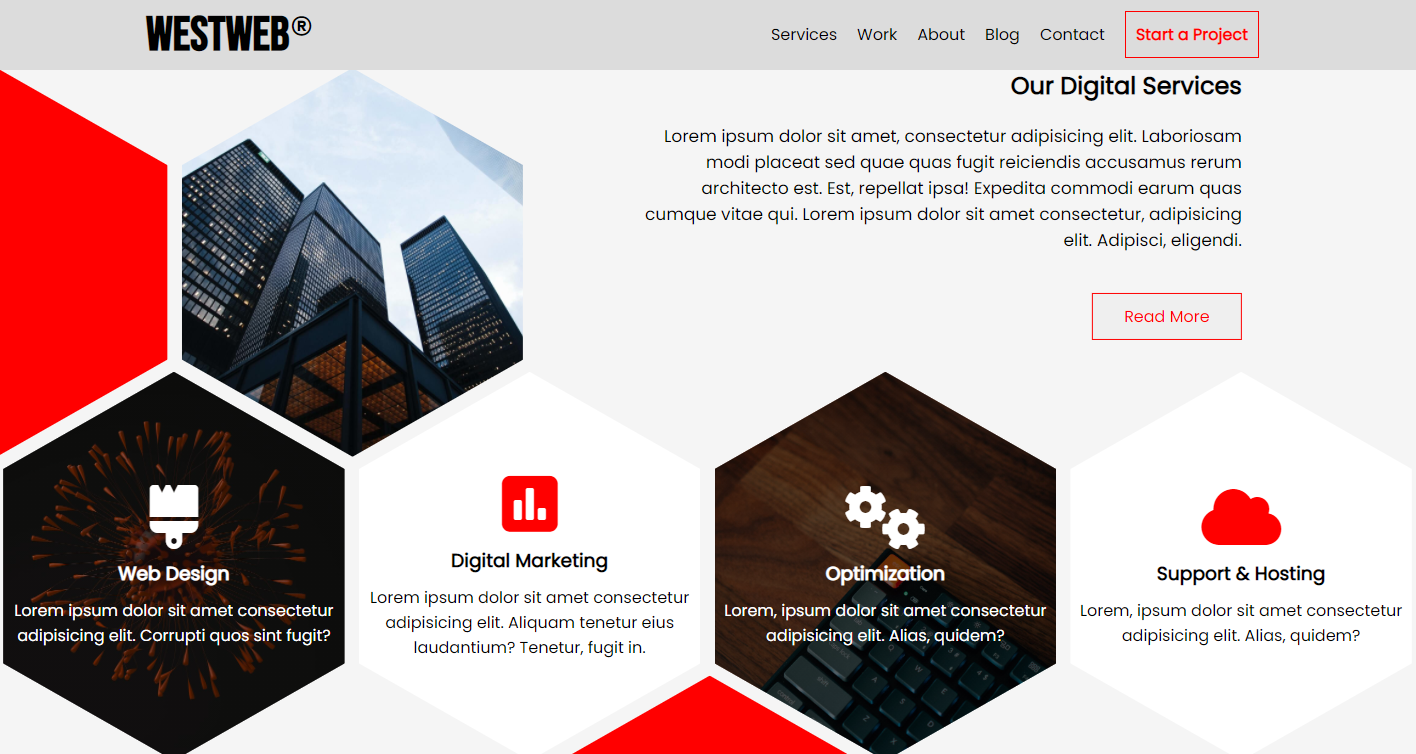 WESTWEB®
Services Work About Blog Contact Start a Project
Our Digital Services
Lorem ipsum dolor sit amet, consectetur adipisicing elit. Laboriosam
modi placeat sed quae quas fugit reiciendis accusamus rerum
architecto est. Est, repellat ipsa! Expedita commodi earum quas
cumque vitae qui. Lorem ipsum dolor sit amet consectetur, adipisicing
elit. Adipisci, eligendi.
Read More
Web Design
Lorem ipsum dolor sit amet consectetur
adipisicing elit. Corrupti quos sint fugit?
Digital Marketing
Lorem ipsum dolor sit amet consectetur
adipisicing elit. Aliquam tenetur eius
laudantium? Tenetur, fugit in.
Optimization
Lorem, ipsum dolor sit amet consectetur
adipisicing elit. Alias, quidem?
Support & Hosting
Lorem, ipsum dolor sit amet consectetur
adipisicing elit. Alias, quidem?